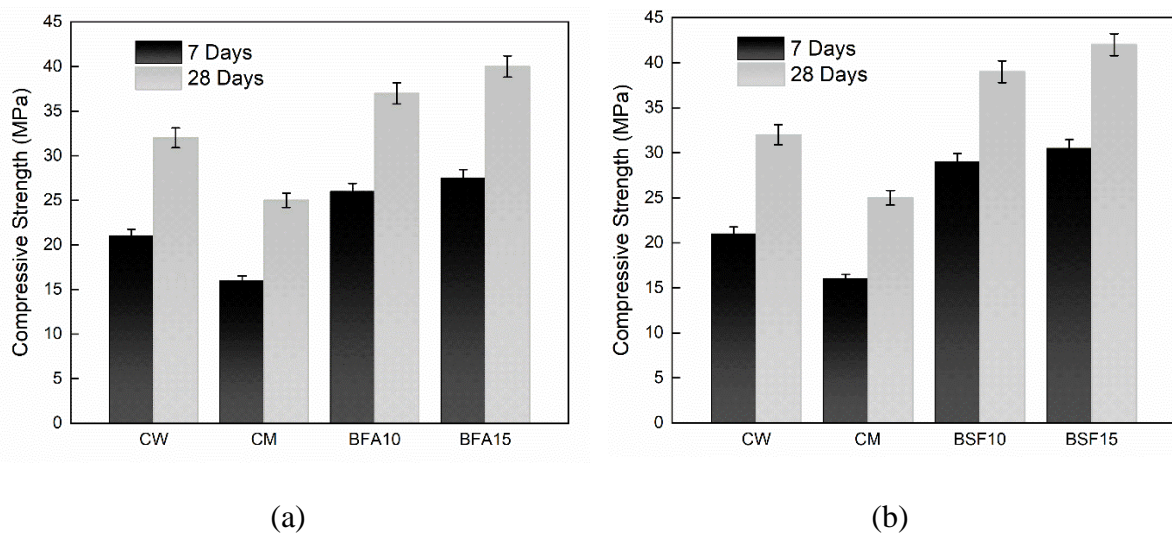 45
40
35
30
25
20
15
10
5
0
Compressive Strength (MPa)
7 Days
28 Days
CW
CM
BFA10
BFA15
(a)
45
40
35
30
25
20
15
10
5
0
Compressive Strength (MPa)
7 Days
28 Days
CW
CM
BSF10
BSF15
(b)